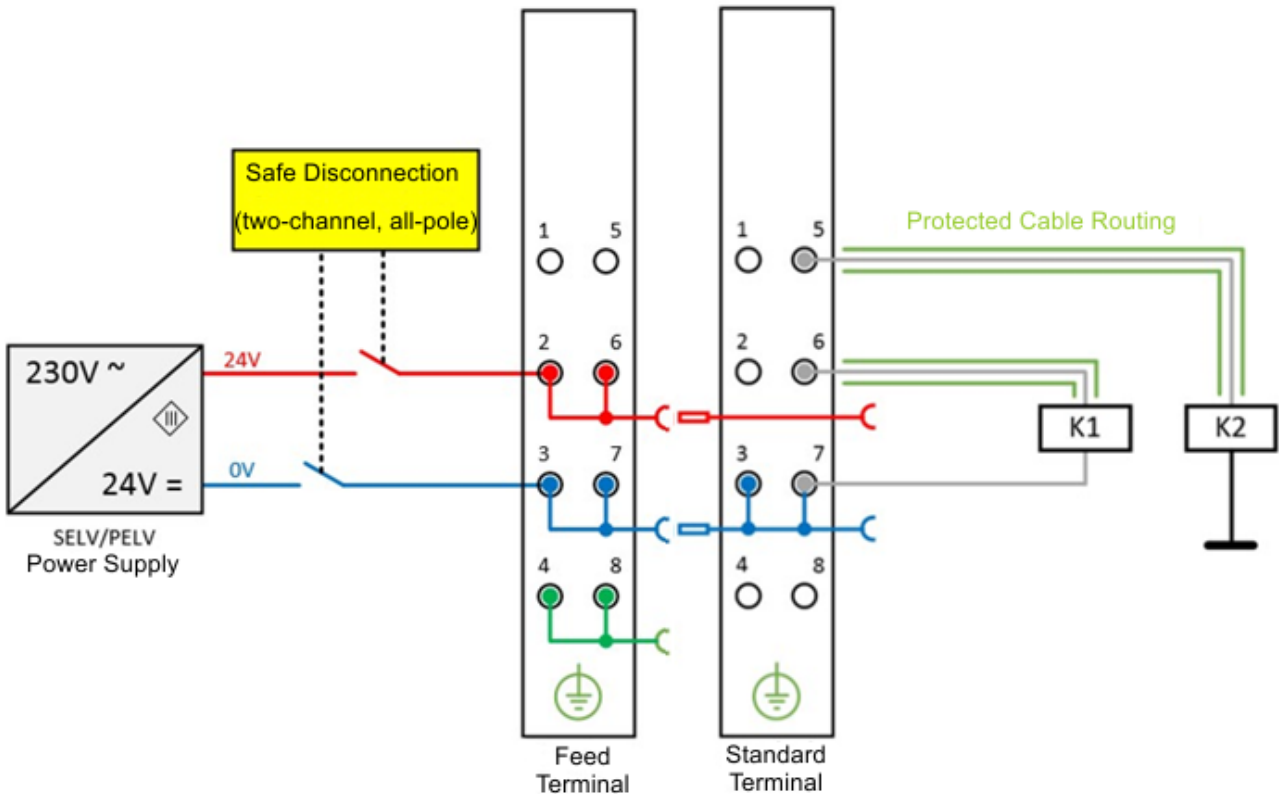 Safe Disconnection
(two-channel, all-pole)
230V ~
III
24V =
SELV/PELV
Power Supply
24V
0V
1 5
2 6
3 7
4 8
Feed
Terminal
1 5
2 6
3 7
4 8
Standard
Terminal
Protected Cable Routing
K1
K2